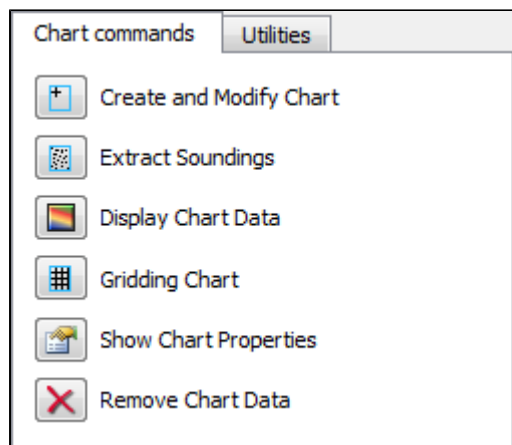 Chart commands Utilities
Create and Modify Chart
Extract Soundings
Display Chart Data
Gridding Chart
Show Chart Properties
Remove Chart Data